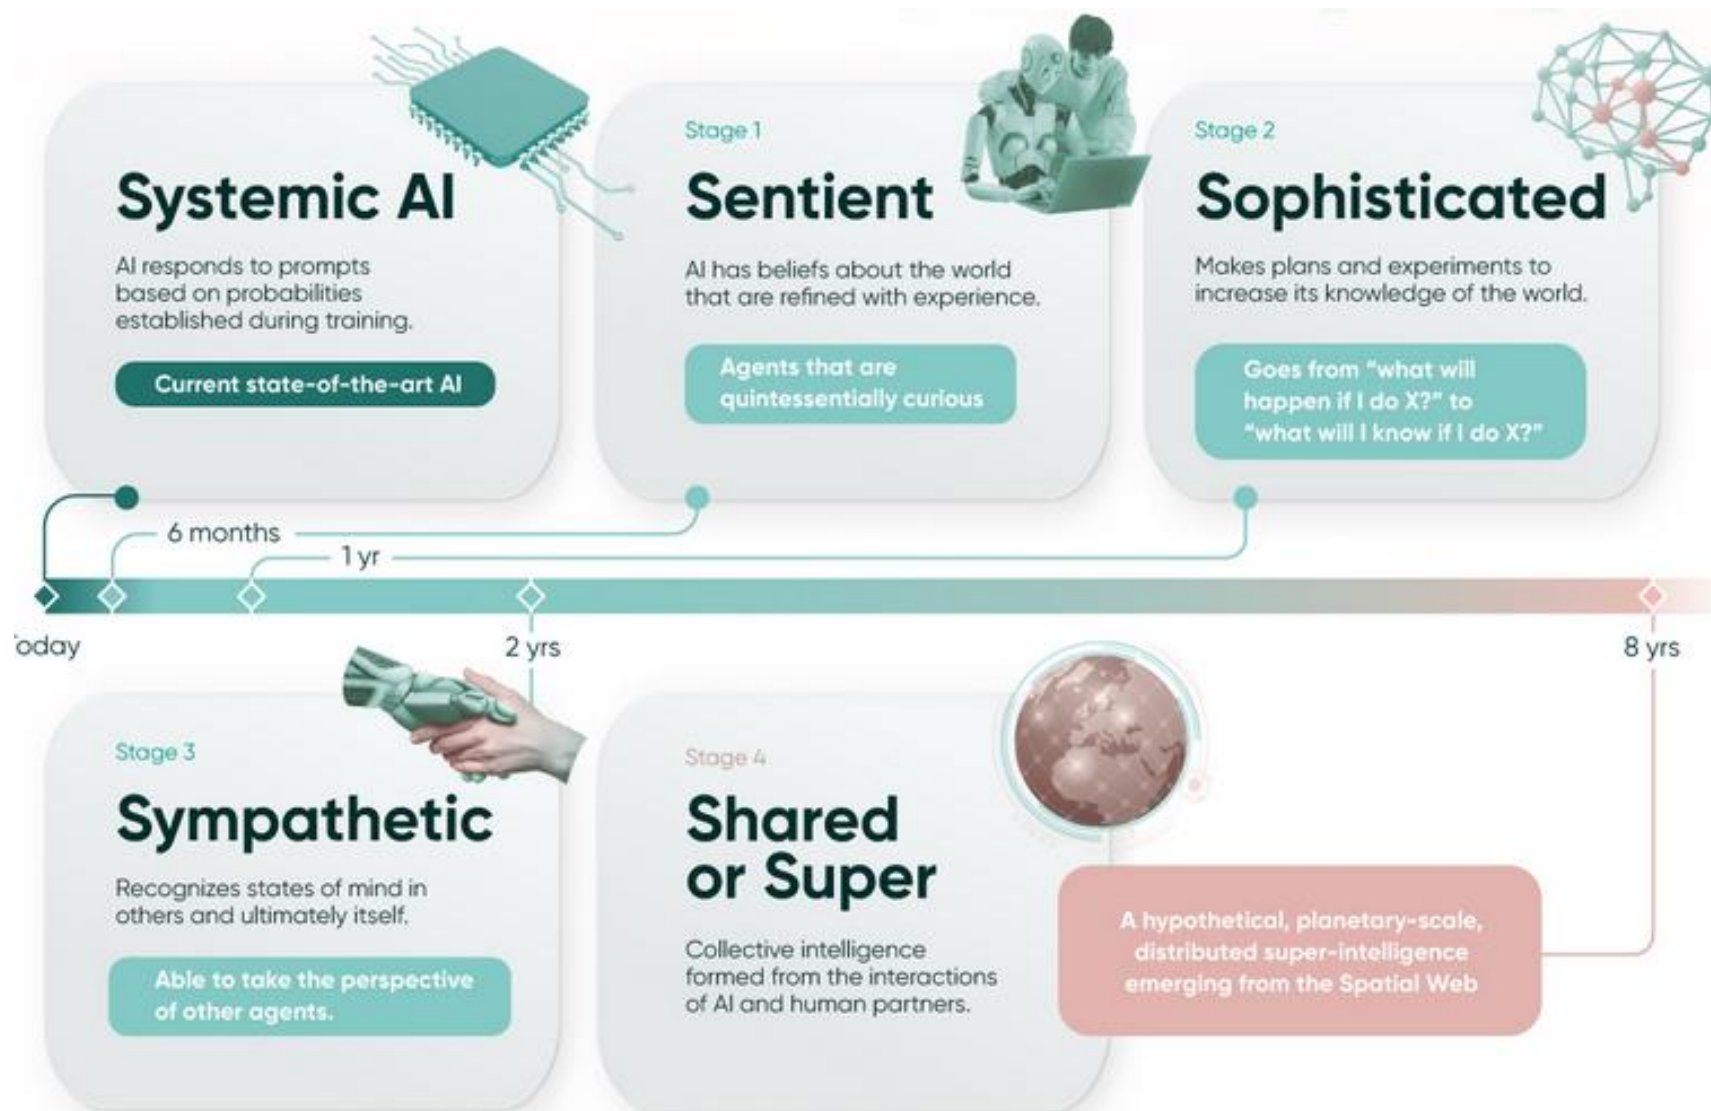 Systemic AI
AI responds to prompts
based on probabilities
established during training.
Current state-of-the-art AI
Stage 1
Sentient
AI has beliefs about the world
that are refined with experience.
Agents that are
quintessentially curious
Stage 2
Sophisticated
Makes plans and experiments to
increase its knowledge of the world.
Goes from “what will
happen if I do X?” to
“what will I know if I do X?”
6 months
1 yr
oday
2 yrs
8 yrs
Stage 3
Sympathetic
Recognizes states of mind in
others and ultimately itself.
Able to take the perspective
of other agents.
Stage 4
Shared
or Super
Collective intelligence
formed from the interactions
of AI and human partners.
A hypothetical, planetary-scale,
distributed super-intelligence
emerging from the Spatial Web